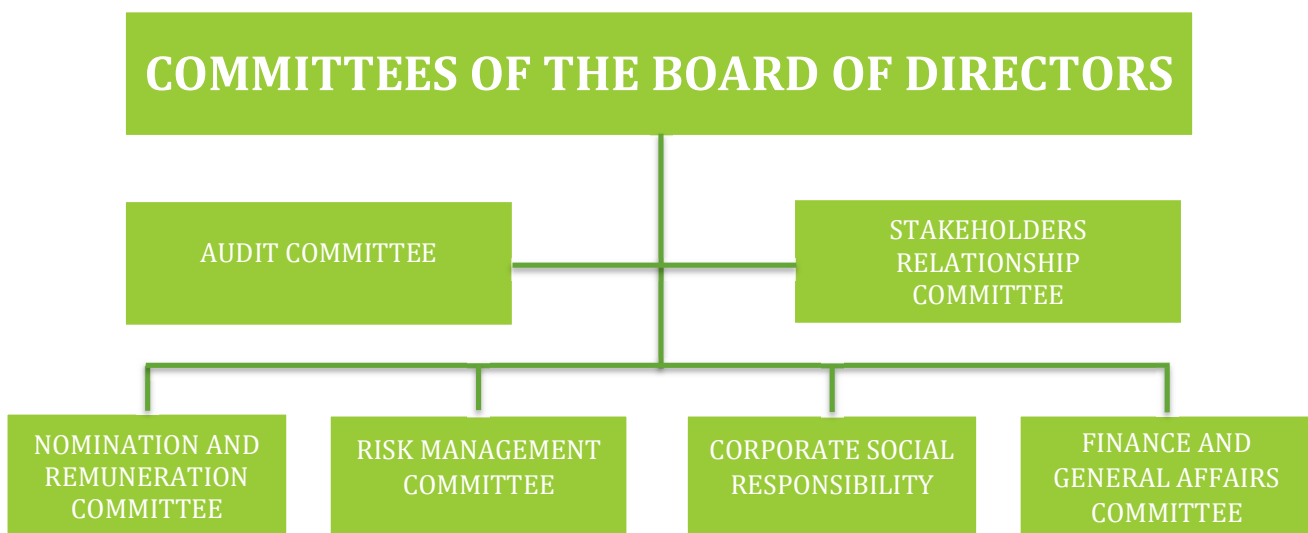 COMMITTEES OF THE BOARD OF DIRECTORS
AUDIT COMMITTEE
STAKEHOLDERS
RELATIONSHIP
COMMITTEE
NOMINATION AND
REMUNERATION
COMMITTEE
RISK MANAGEMENT
COMMITTEE
CORPORATE SOCIAL
RESPONSIBILITY
FINANCE AND
GENERAL AFFAIRS
COMMITTEE